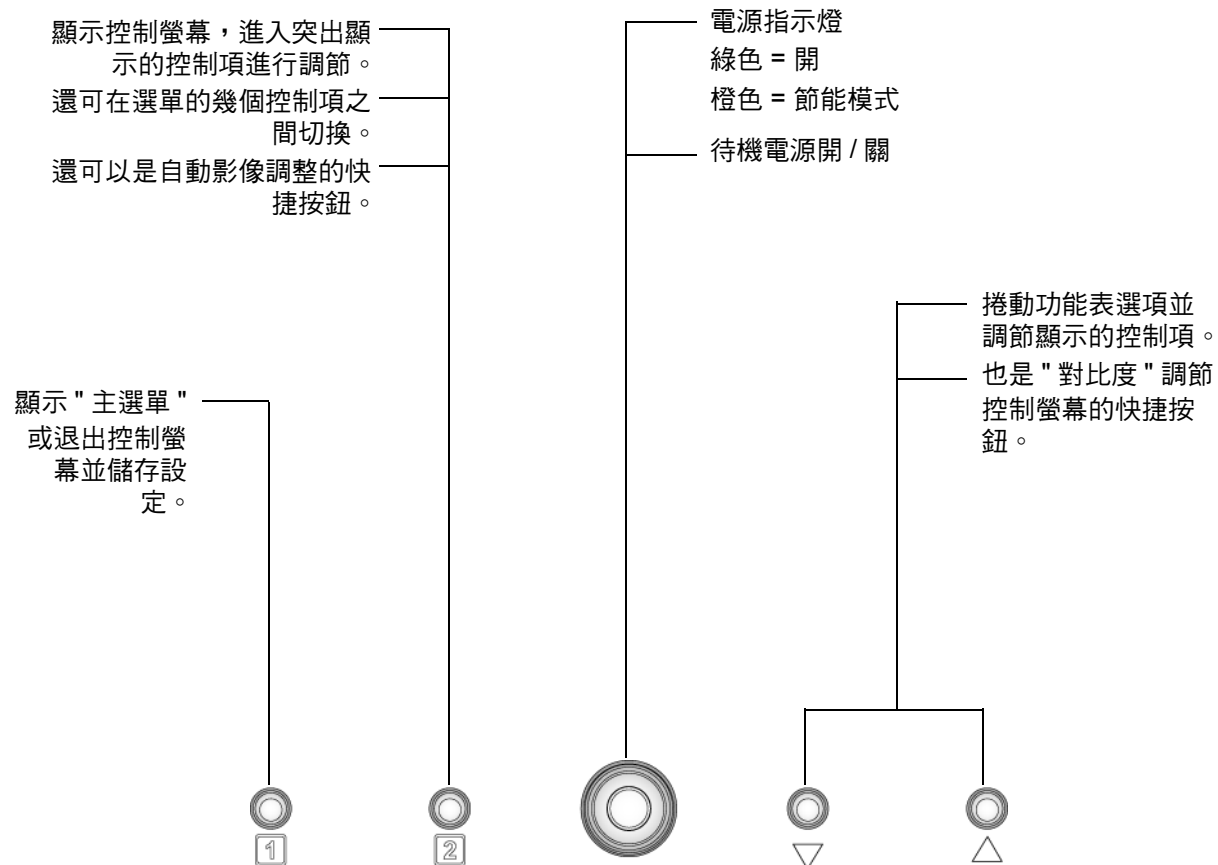 顯示控制螢幕，進入突出顯
示的控制項進行調節。
還可在選單的幾個控制項之
間切換。
還可以是自動影像調整的快
捷按鈕。
電源指示燈
綠色 = 開
橙色 = 節能模式
待機電源開 / 關
捲動功能表選項並
調節顯示的控制項。
也是 " 對比度 " 調節
控制螢幕的快捷按
鈕。
顯示 " 主選單 "
或退出控制螢
幕並儲存設
定。
1
2